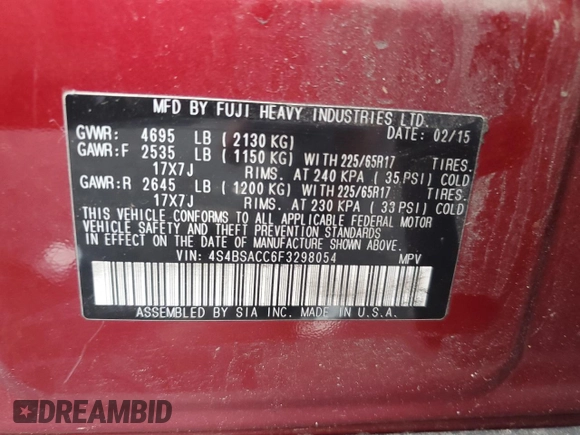 MFD BY FUJI HEAVY INDUSTRIES LTD.
GVWR: 4695 LB ( 2130 KG) DATE: 02/15
GAWR:F 2535 LB ( 1150 KG) WITH 225/65R17 TIRES.
17X7J RIMS. AT 240 KPA ( 35 PSI) COLD
GAWR:R 2645 LB ( 1200 KG) WITH 225/65R17 TIRES.
17X7J RIMS. AT 230 KPA ( 33 PSI) COLD
THIS VEHICLE CONFORMS TO ALL APPLICABLE FEDERAL MOTOR
VEHICLE SAFETY AND THEFT PREVENTION STANDARDS IN
EFFECT ON THE DATE OF MANUFACTURE SHOWN ABOVE.
VIN: 4S4BSACC6F3298054 MPV
ASSEMBLED BY SIA INC. MADE IN U.S.A.
DREAMBID